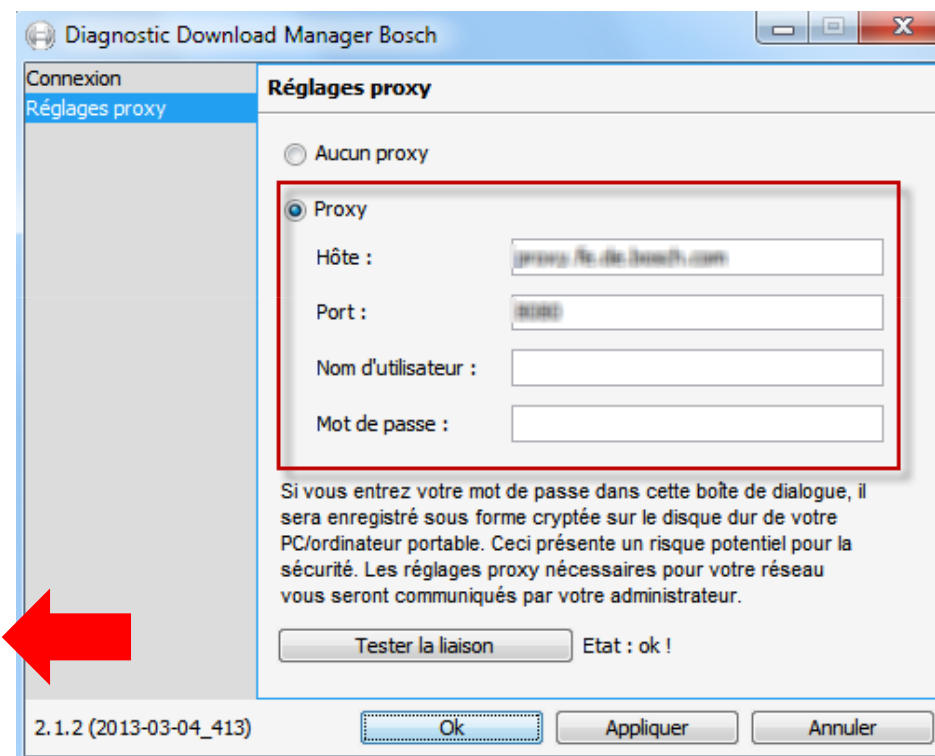 Diagnostic Download Manager Bosch
Connexion
Réglages proxy
Réglages proxy
Aucun proxy
Proxy
Hôte :
Port :
Nom d'utilisateur :
Mot de passe :
Si vous entrez votre mot de passe dans cette boîte de dialogue, il
sera enregistré sous forme cryptée sur le disque dur de votre
PC/ordinateur portable. Ceci présente un risque potentiel pour la
sécurité. Les réglages proxy nécessaires pour votre réseau
vous seront communiqués par votre administrateur.
Tester la liaison
Etat : ok !
2.1.2 (2013-03-04_413)
Ok
Appliquer
Annuler